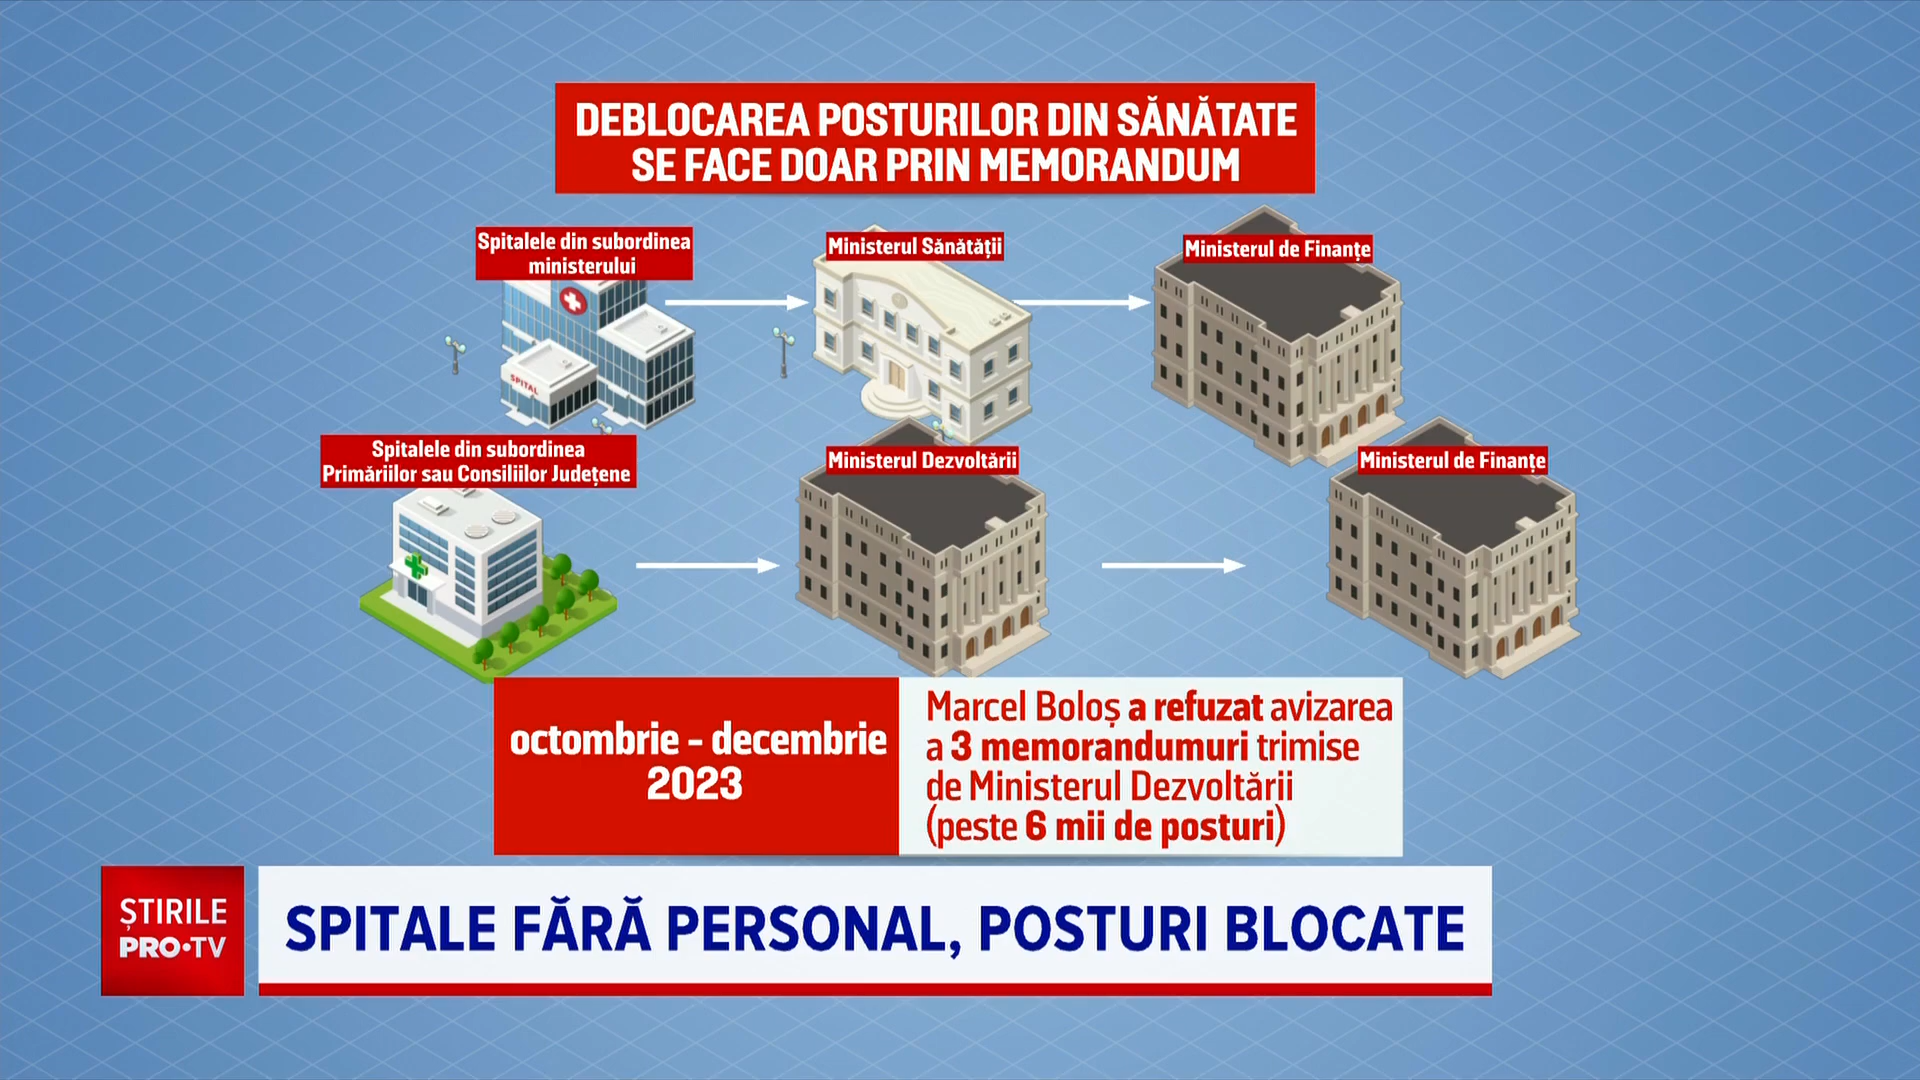 DEBLOCAREA POSTURILOR DIN SĂNĂTATE
SE FACE DOAR PRIN MEMORANDUM
Spitalele din subordinea
ministerului
Ministerul Sănătății
Ministerul de Finanțe
SPITAL
Spitalele din subordinea
Primăriilor sau Consiliilor Județene
Ministerul Dezvoltării
Ministerul de Finanțe
octombrie - decembrie
2023
Marcel Boloș a refuzat avizarea
a 3 memorandumuri trimise
de Ministerul Dezvoltării
(peste 6 mii de posturi)
ȘTIRILE
PRO•TV
SPITALE FĂRĂ PERSONAL, POSTURI BLOCATE